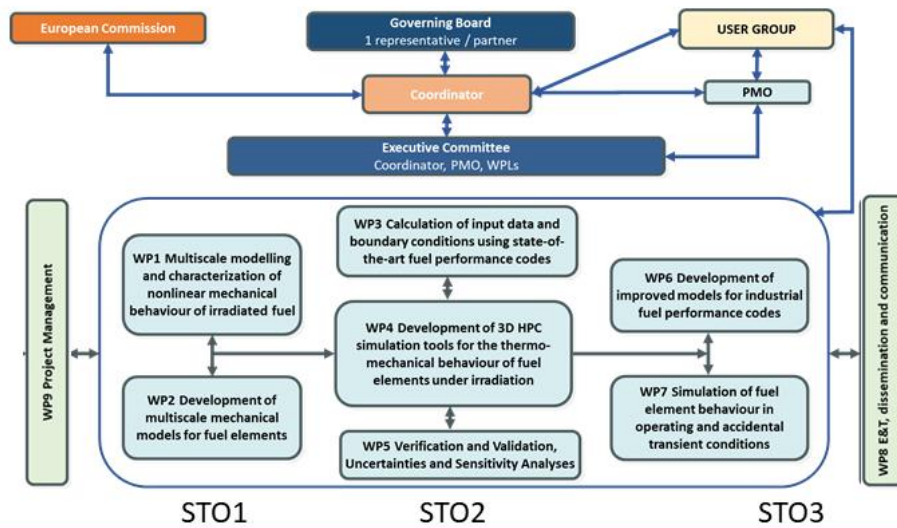 European Commission
Governing Board
1 representative / partner
USER GROUP
Coordinator
PMO
Executive Committee
Coordinator, PMO, WPLs
WP9 Project Management
WP1 Multiscale modelling
and characterization of
nonlinear mechanical
behaviour of irradiated fuel
WP2 Development of
multiscale mechanical
models for fuel elements
WP3 Calculation of input data and
boundary conditions using state-of-
the-art fuel performance codes
WP4 Development of 3D HPC
simulation tools for the thermo-
mechanical behaviour of fuel
elements under irradiation
WP5 Verification and Validation,
Uncertainties and Sensitivity Analyses
WP6 Development of
improved models for industrial
fuel performance codes
WP7 Simulation of fuel
element behaviour in
operating and accidental
transient conditions
WP8 E&T, dissemination and communication
STO1
STO2
STO3